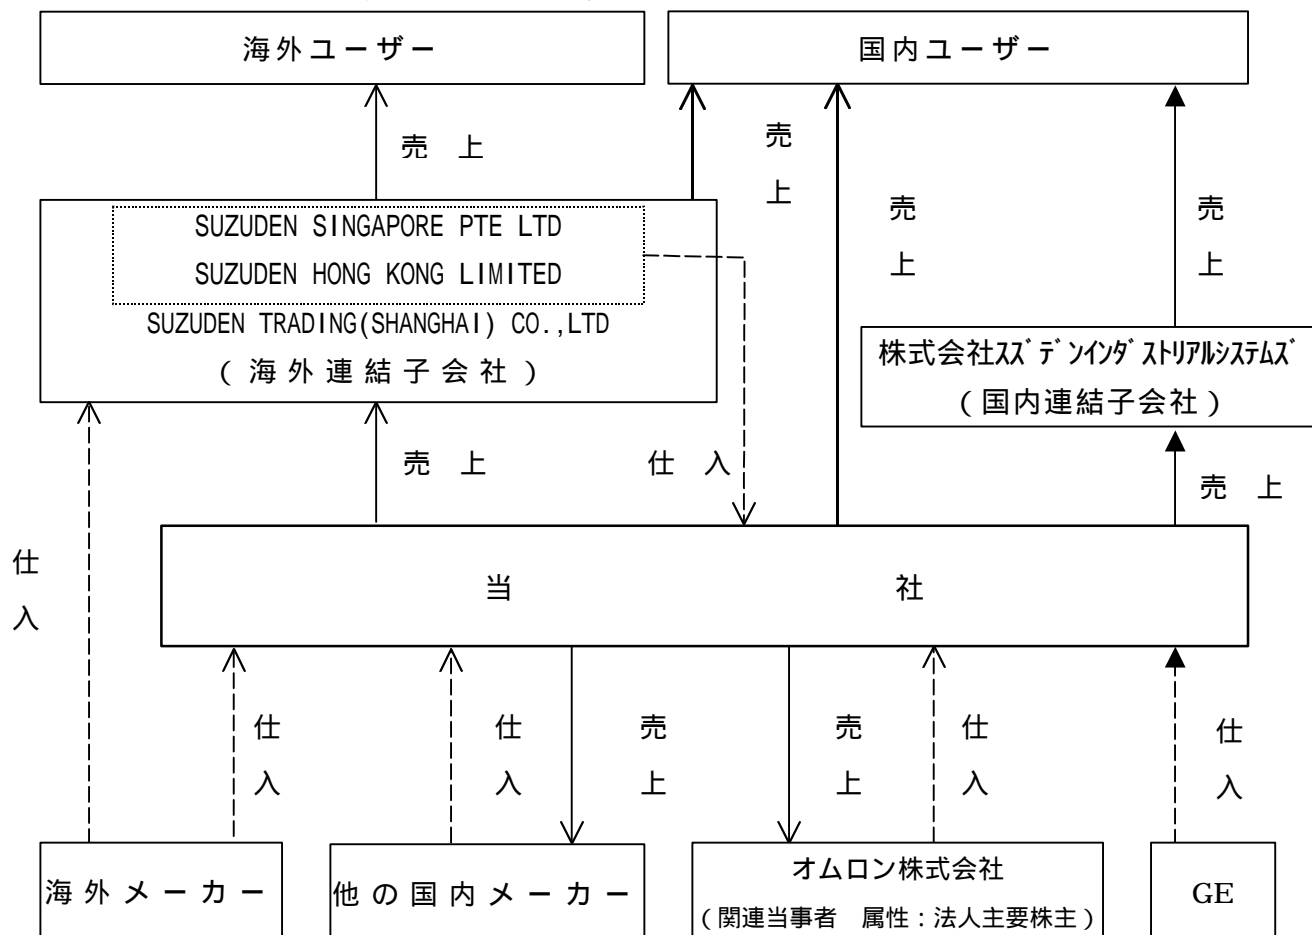 海外ユーザー
国内ユーザー
売上
売上
売上
売上
SUZUDEN SINGAPORE PTE LTD
SUZUDEN HONG KONG LIMITED
SUZUDEN TRADING(SHANGHAI) CO.,LTD
(海外連結子会社)
株式会社ｽｽﾞﾃﾞﾝｲﾝﾀﾞｽﾄﾘｱﾙｼｽﾃﾑｽﾞ
(国内連結子会社)
売上
仕入
売上
仕入
当社
仕入
仕入
売上
売上
仕入
仕入
海外メーカー
他の国内メーカー
オムロン株式会社
(関連当事者 属性:法人主要株主)
GE